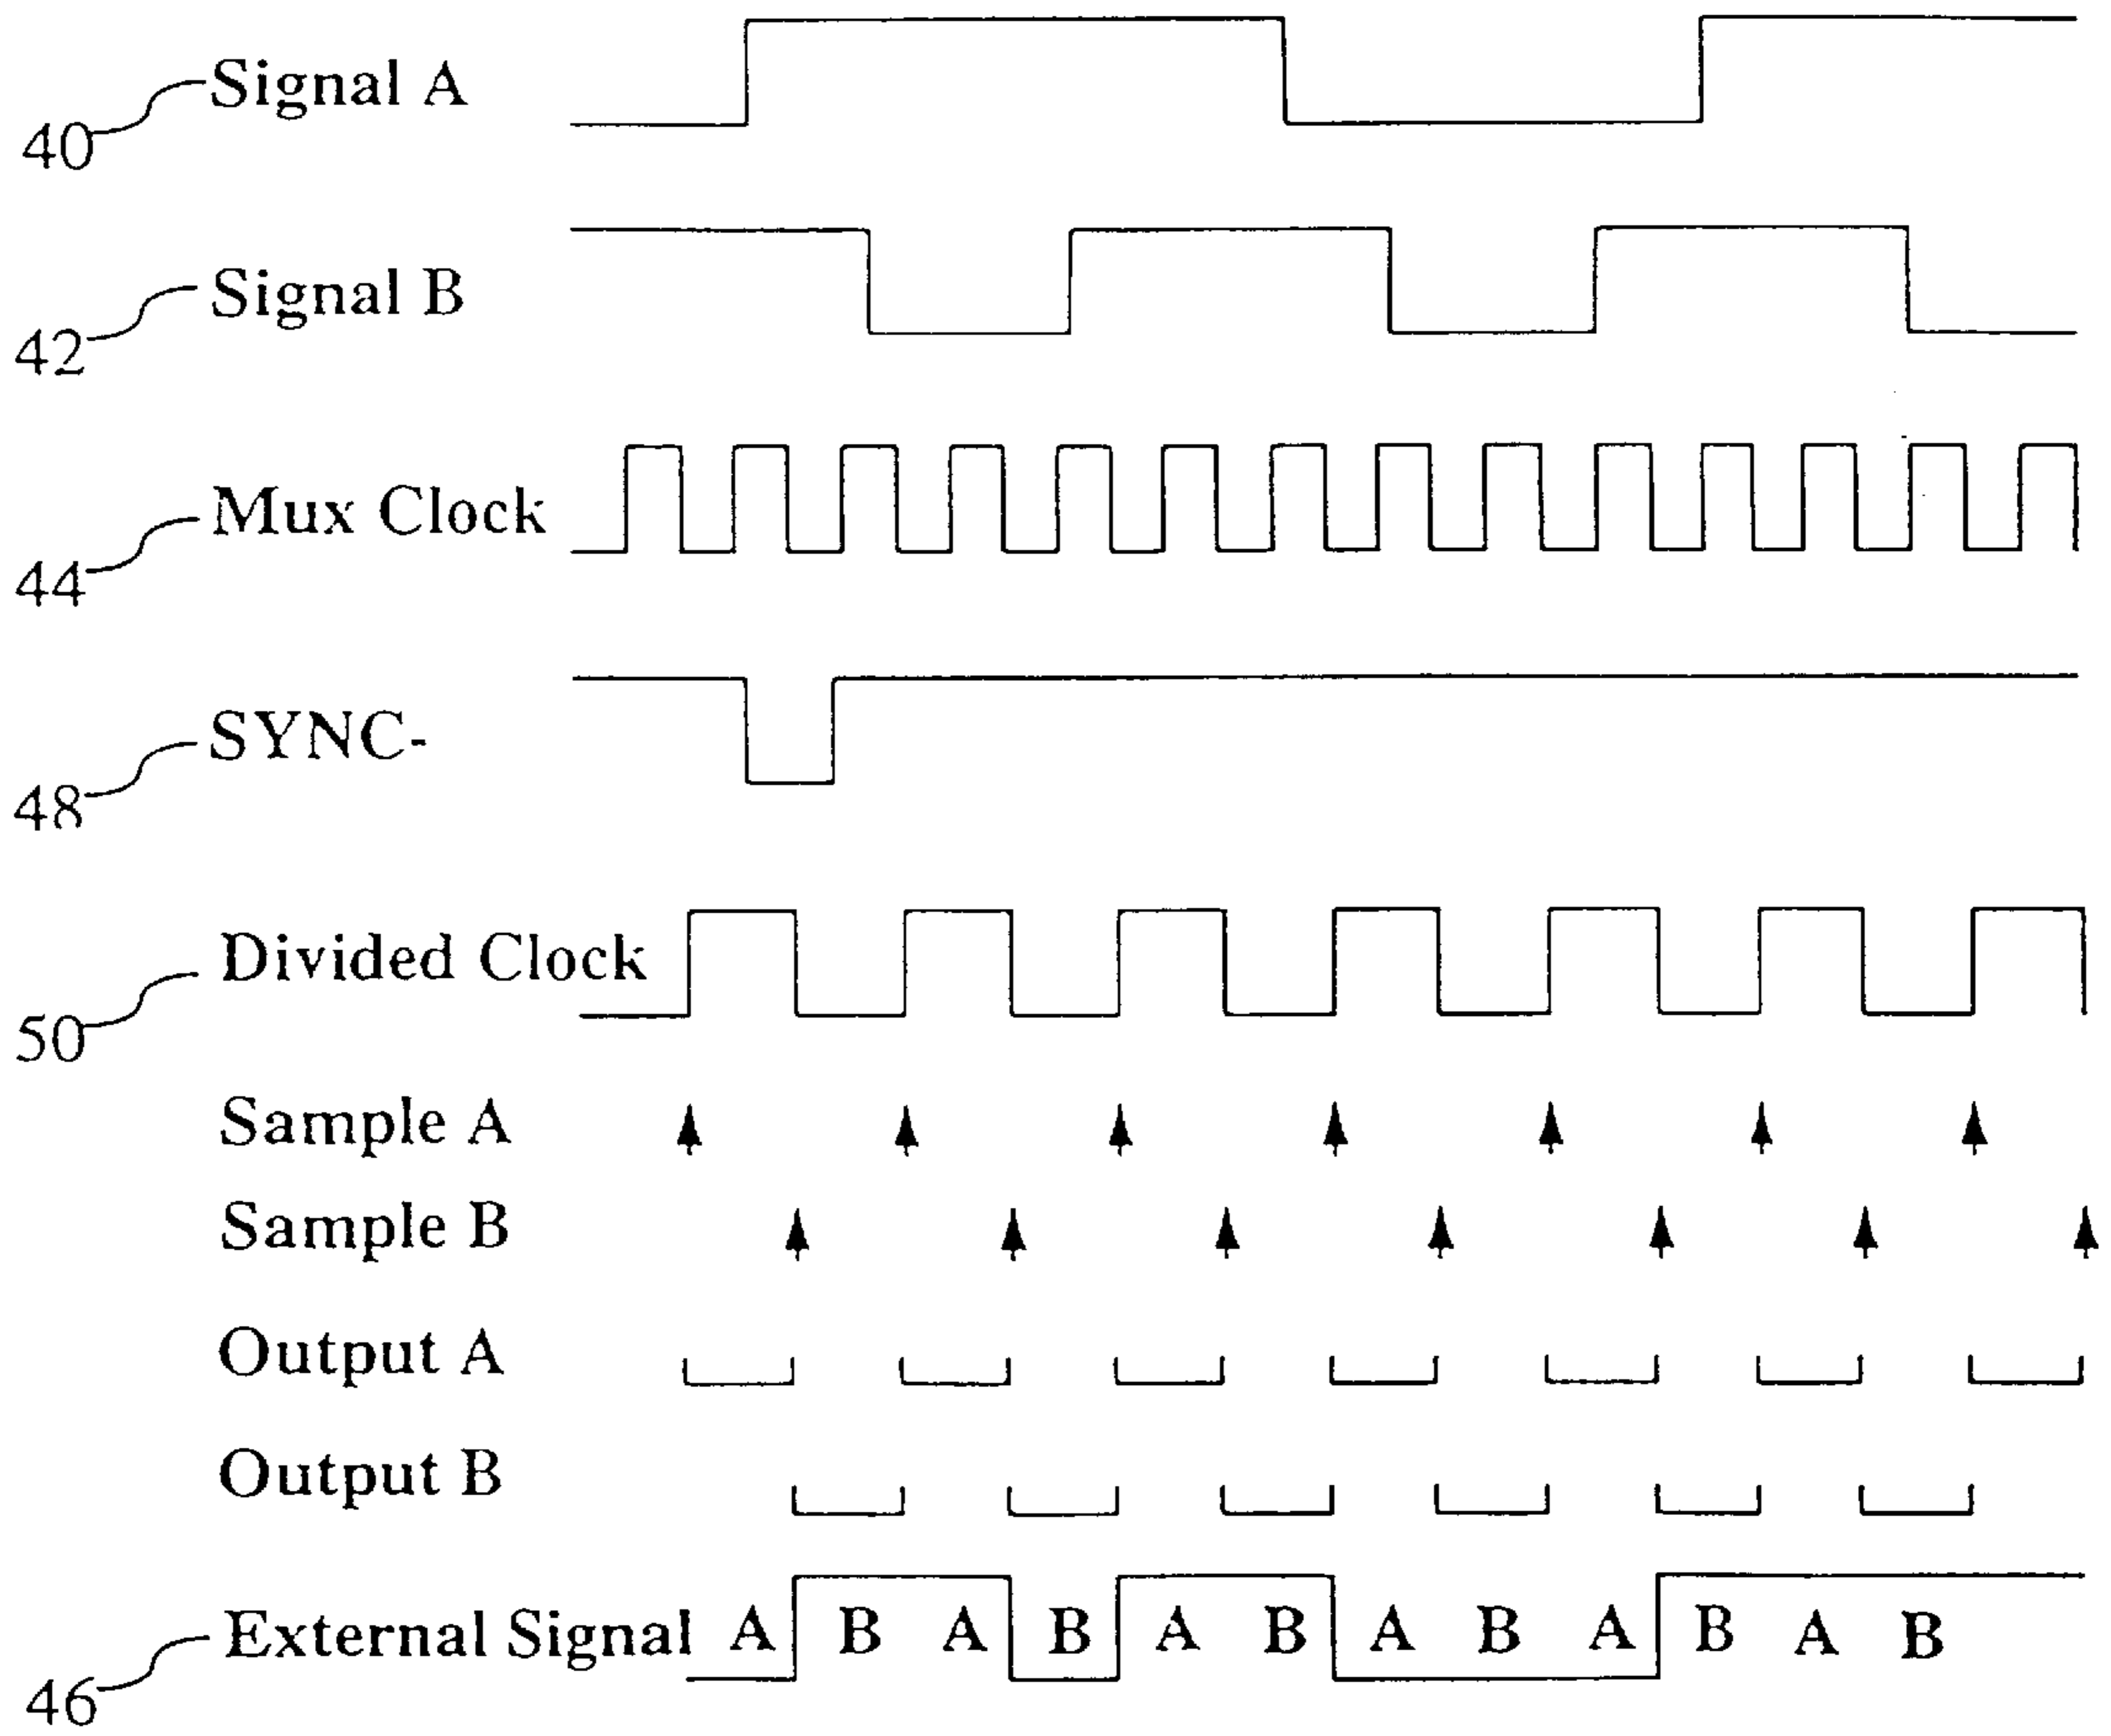 Signal A
40
Signal B
42
Mux Clock
44
SYNC-
48
Divided Clock
50
Sample A
Sample B
Output A
Output B
External Signal A B A B A B A B A B A B
46